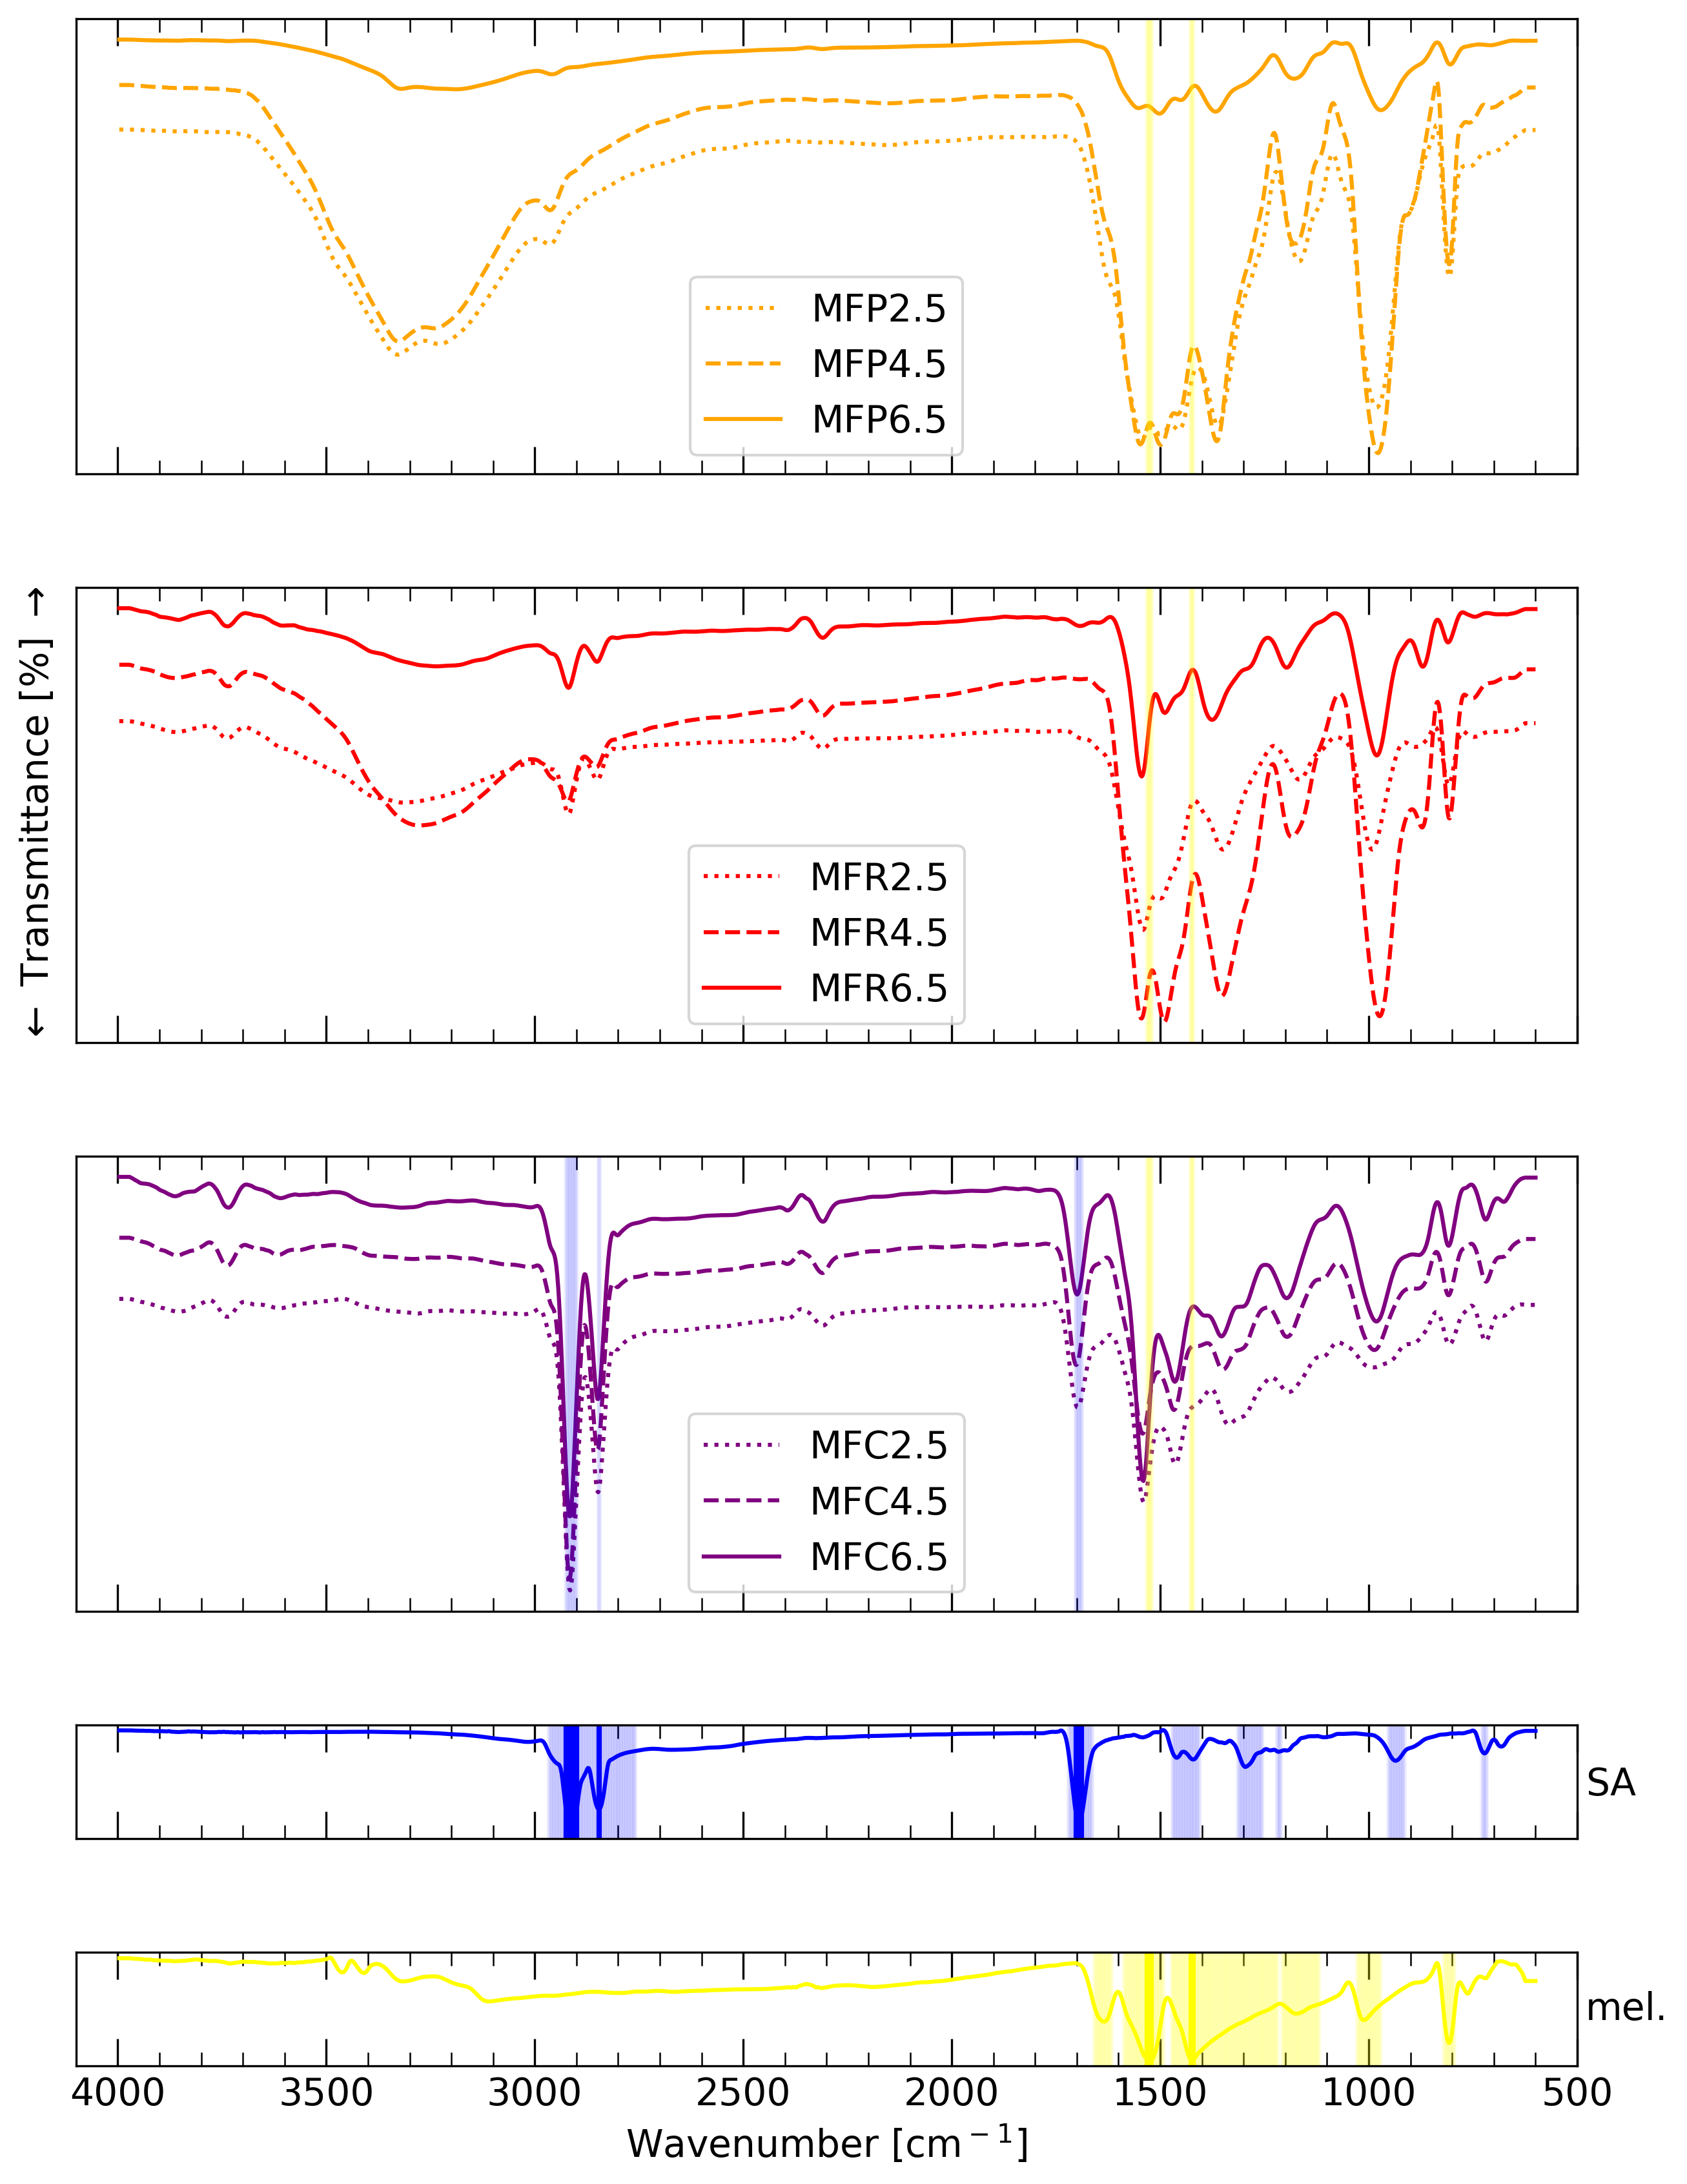 MFP2.5
MFP4.5
MFP6.5
← Transmittance [%] →
MFR2.5
MFR4.5
MFR6.5
MFC2.5
MFC4.5
MFC6.5
SA
mel.
4000 3500 3000 2500 2000 1500 1000 500
Wavenumber [cm⁻¹]